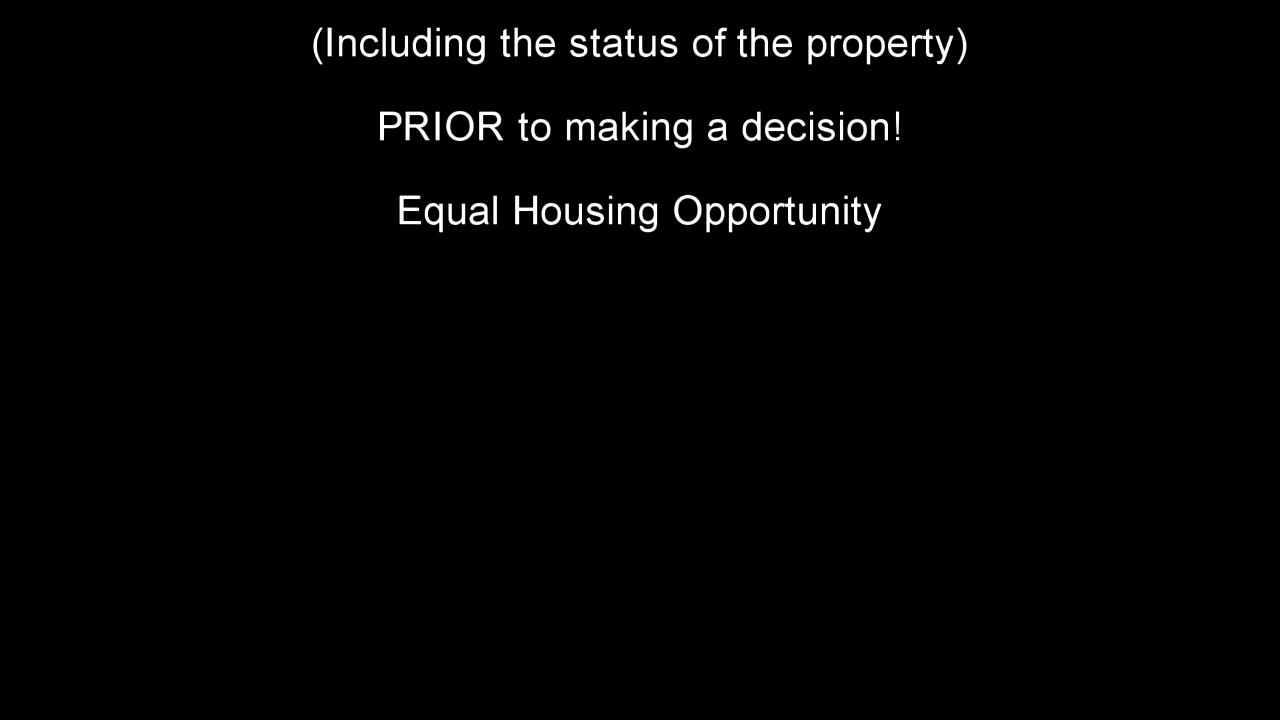 (Including the status of the property)
PRIOR to making a decision!
Equal Housing Opportunity